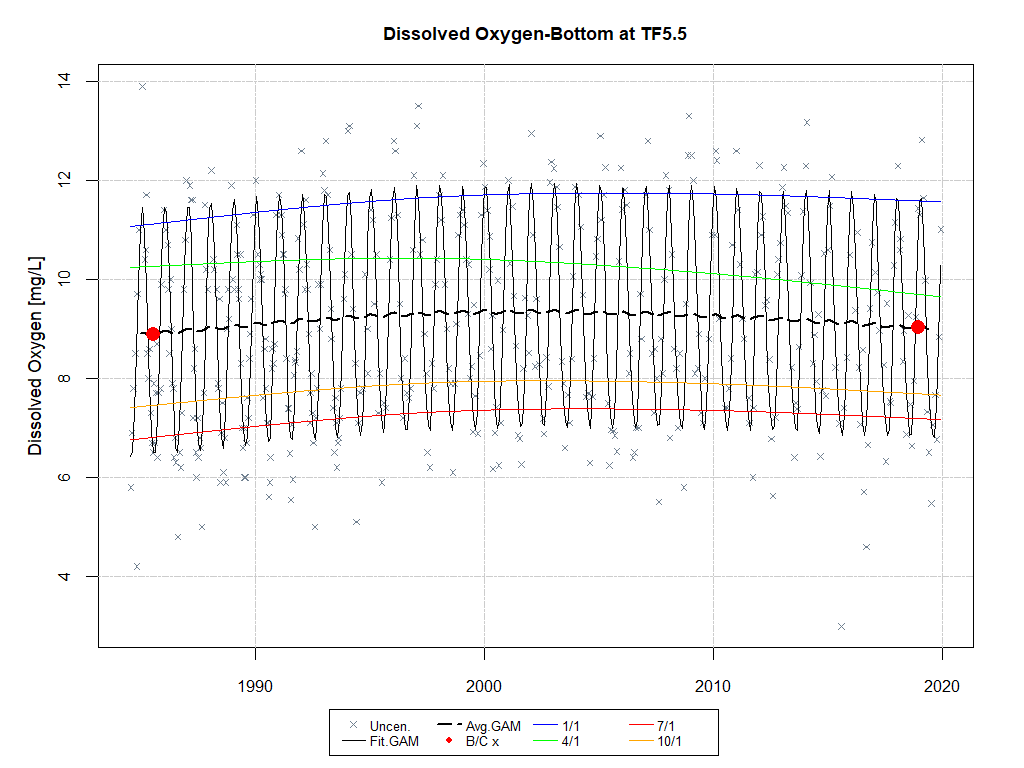 Dissolved Oxygen-Bottom at TF5.5
Dissolved Oxygen [mg/L]
14
12
10
8
6
4
1990 2000 2010 2020
Uncen. Avg.GAM 1/1 7/1
Fit.GAM B/C x 4/1 10/1